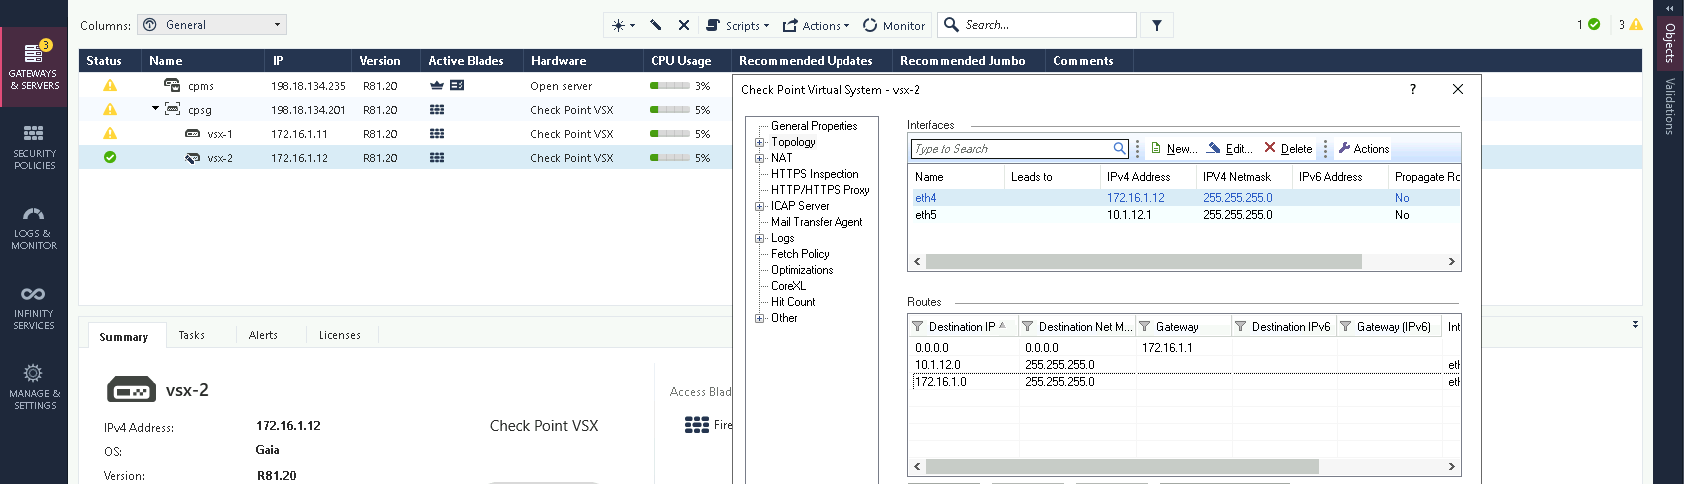 Columns: General Scripts Actions Monitor Search... 1 3
3
GATEWAYS
& SERVERS
SECURITY
POLICIES
LOGS &
MONITOR
INFINITY
SERVICES
MANAGE &
SETTINGS
Status Name IP Version Active Blades Hardware CPU Usage Recommended Updates Recommended Jumbo Comments
cpms 198.18.134.235 R81.20 Open server 3%
cpsg 198.18.134.201 R81.20 Check Point VSX 5%
vsx-1 172.16.1.11 R81.20 Check Point VSX 5%
vsx-2 172.16.1.12 R81.20 Check Point VSX 5%
Summary Tasks Alerts Licenses
vsx-2
IPv4 Address: 172.16.1.12 Check Point VSX
OS: Gaia
Version: R81.20
Access Blad
Fire
Check Point Virtual System - vsx-2 ?
General Properties
Topology
NAT
HTTPS Inspection
HTTP/HTTPS Proxy
ICAP Server
Mail Transfer Agent
Logs
Fetch Policy
Optimizations
CoreXL
Hit Count
Other
Interfaces
Type to Search New... Edit... Delete Actions
Name Leads to IPv4 Address IPV4 Netmask IPv6 Address Propagate Ro
eth4 172.16.1.12 255.255.255.0 No
eth5 10.1.12.1 255.255.255.0 No
Routes
Destination IP Destination Net M... Gateway Destination IPv6 Gateway (IPv6) Int
0.0.0.0 0.0.0.0 172.16.1.1
10.1.12.0 255.255.255.0 eth
172.16.1.0 255.255.255.0 eth
Objects
Validations